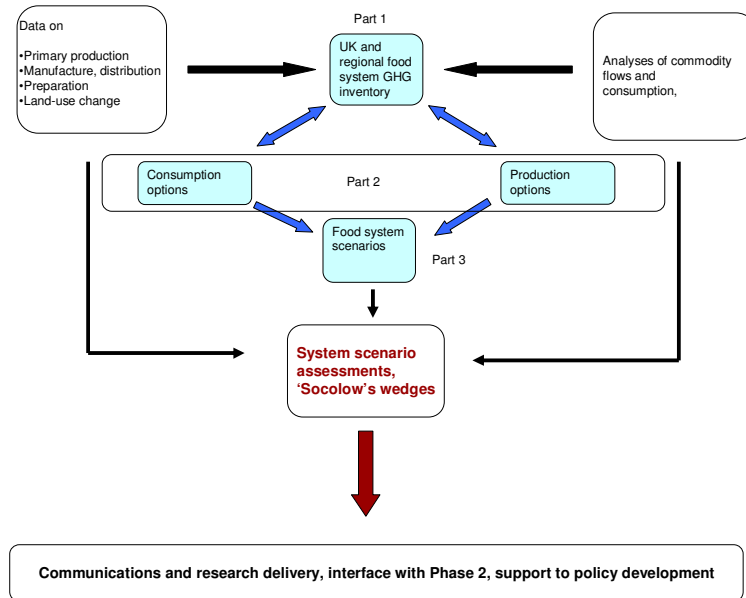 Part 1
Data on
•Primary production
•Manufacture, distribution
•Preparation
•Land-use change
UK and
regional food
system GHG
inventory
Analyses of commodity
flows and
consumption,
Consumption
options
Part 2
Production
options
Food system
scenarios
Part 3
System scenario
assessments,
‘Socolow’s wedges
Communications and research delivery, interface with Phase 2, support to policy development